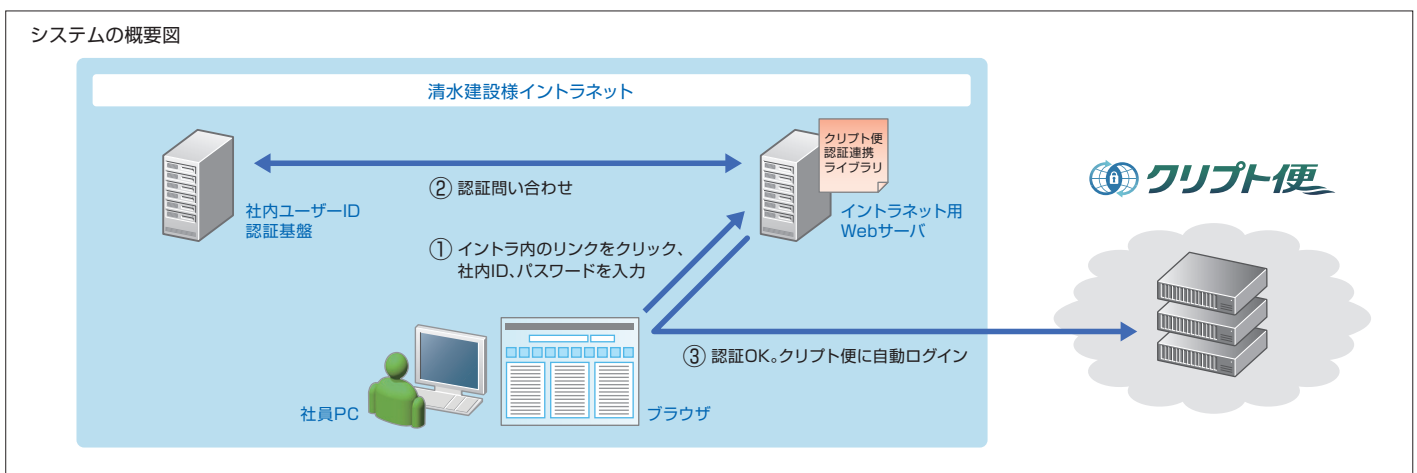 システムの概要図
清水建設様イントラネット
クリプト便
認証連携
ライブラリ
② 認証問い合わせ
社内ユーザーID
認証基盤
イントラネット用
Webサーバ
クリプト便
① イントラ内のリンクをクリック、
社内ID、パスワードを入力
③ 認証OK。クリプト便に自動ログイン
社員PC
ブラウザ